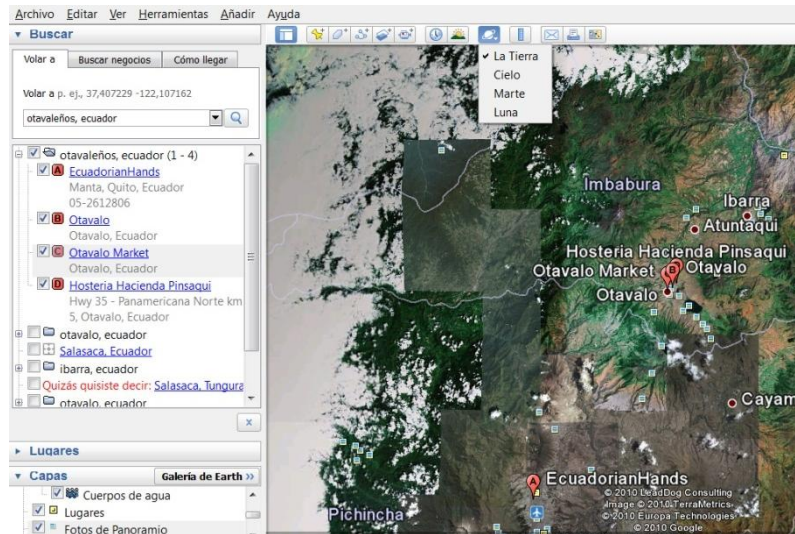 Archivo Editar Ver Herramientas Añadir Ayuda
Buscar
Volar a Buscar negocios Cómo llegar
Volar a p. ej., 37,407229 -122,107162
otavaleños, ecuador
otavaleños, ecuador (1 - 4)
A EcuadorianHands
Manta, Quito, Ecuador
05-2612806
B Otavalo
Otavalo, Ecuador
C Otavalo Market
Otavalo, Ecuador
D Hosteria Hacienda Pinsaqui
Hwy 35 - Panamericana Norte km
5, Otavalo, Ecuador
otavalo, ecuador
Salasaca, Ecuador
ibarra, ecuador
Quizás quisiste decir: Salasaca, Tungura
otavalo, ecuador
x
Lugares
Capas Galería de Earth »
Cuerpos de agua
Lugares
Fotos de Panoramio
La Tierra
Cielo
Marte
Luna
Imbabura
Ibarra
Atuntaqui
Hosteria Hacienda Pinsaqui
Otavalo Market B Otavalo
Otavalo
Cayam
A EcuadorianHands
© 2010 LeadDog Consulting
Image © 2010 TerraMetrics
© 2010 Europa Technologies
© 2010 Google
Pichincha